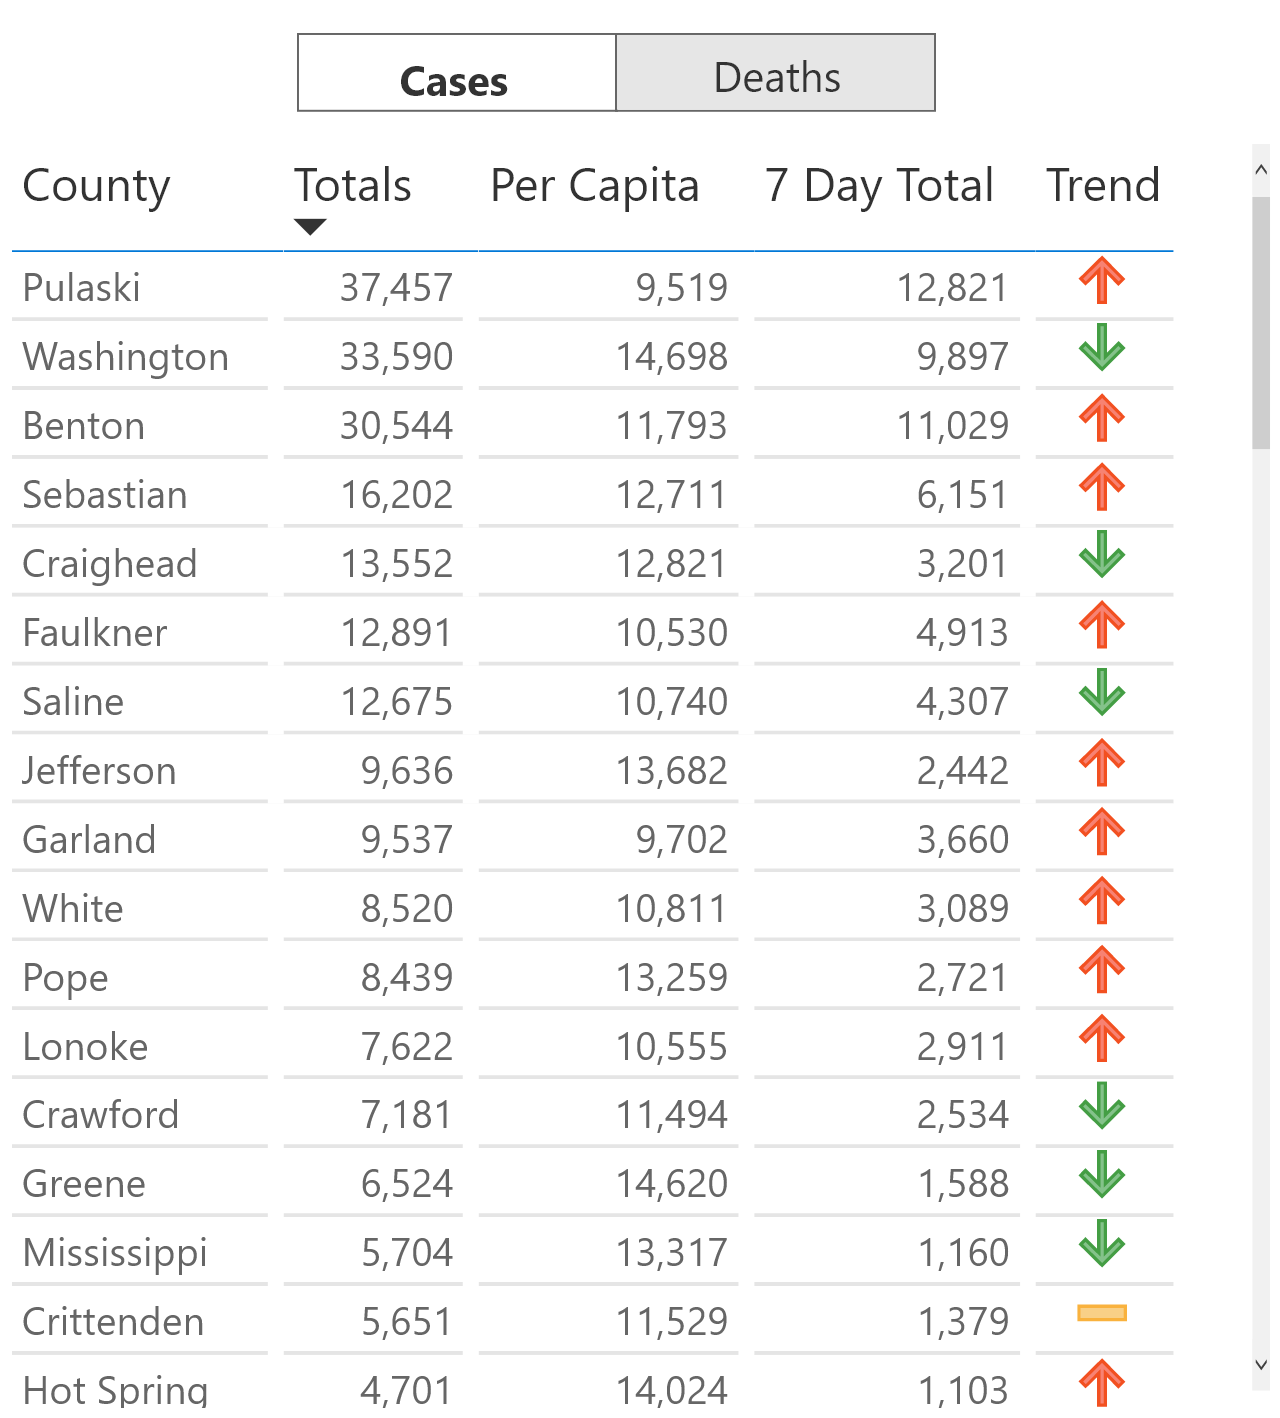 Cases Deaths
County Totals Per Capita 7 Day Total Trend
Pulaski 37,457 9,519 12,821
Washington 33,590 14,698 9,897
Benton 30,544 11,793 11,029
Sebastian 16,202 12,711 6,151
Craighead 13,552 12,821 3,201
Faulkner 12,891 10,530 4,913
Saline 12,675 10,740 4,307
Jefferson 9,636 13,682 2,442
Garland 9,537 9,702 3,660
White 8,520 10,811 3,089
Pope 8,439 13,259 2,721
Lonoke 7,622 10,555 2,911
Crawford 7,181 11,494 2,534
Greene 6,524 14,620 1,588
Mississippi 5,704 13,317 1,160
Crittenden 5,651 11,529 1,379
Hot Spring 4,701 14,024 1,103